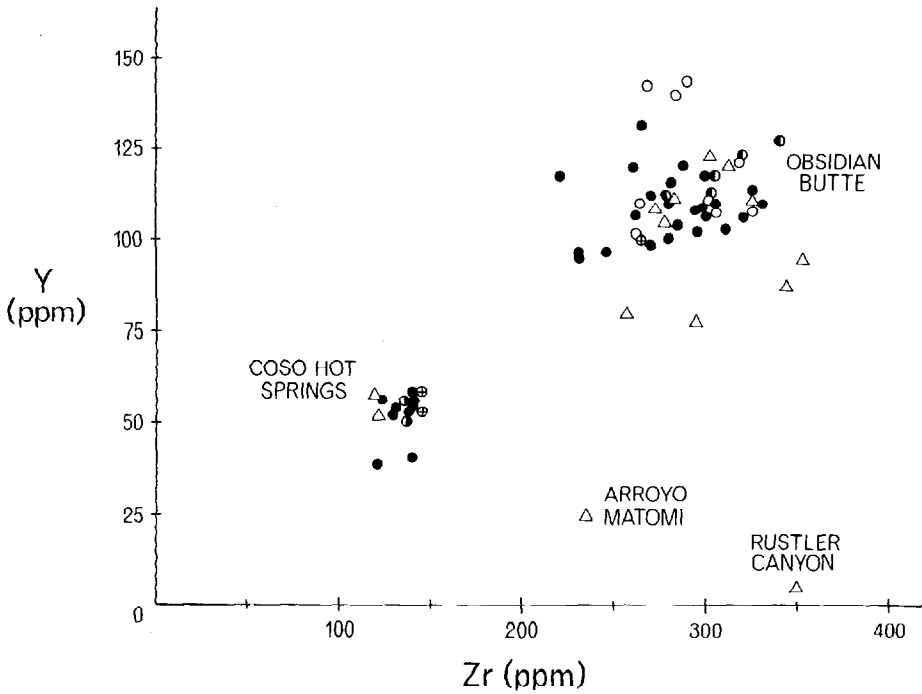 150
125
100
75
50
25
0
Y
(ppm)
OBSIDIAN
BUTTE
COSO HOT
SPRINGS
ARROYO
MATOMI
RUSTLER
CANYON
100
200
300
400
Zr (ppm)